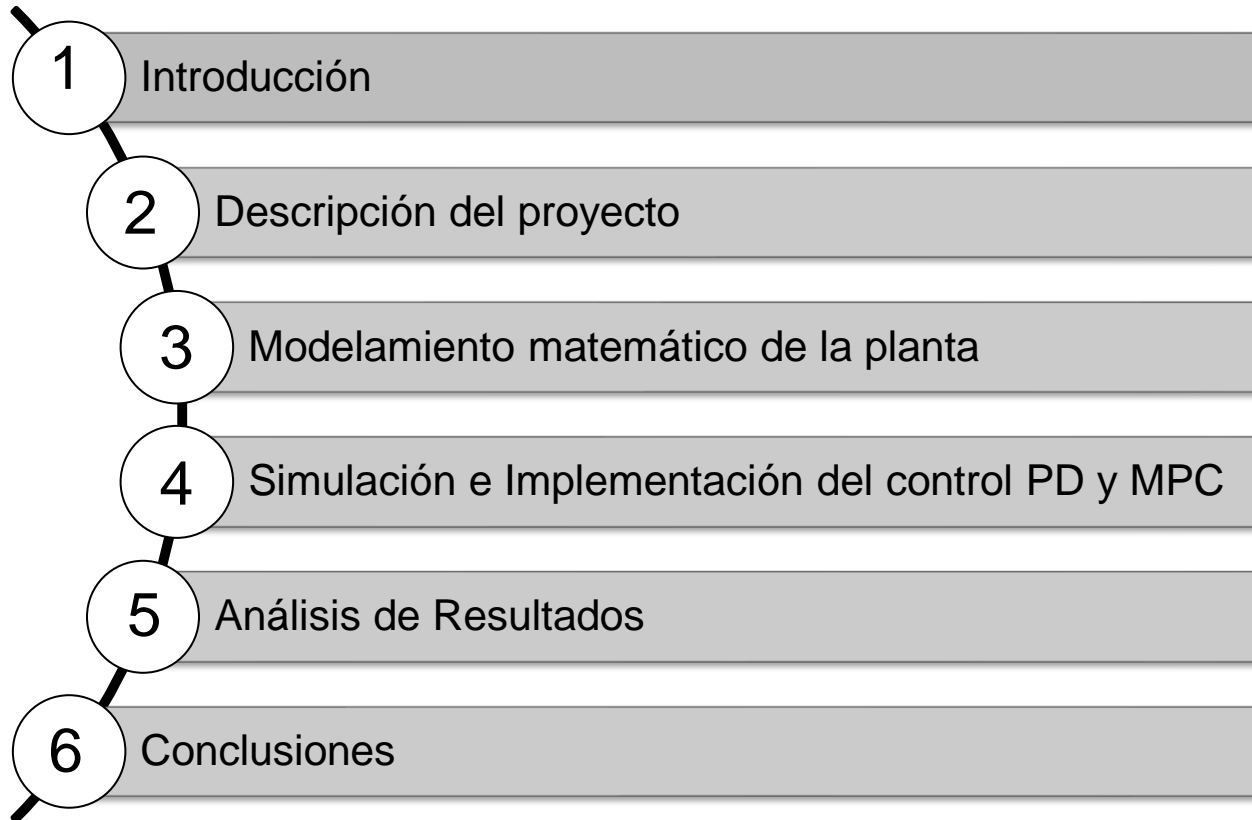 1 Introducción
2 Descripción del proyecto
3 Modelamiento matemático de la planta
4 Simulación e Implementación del control PD y MPC
5 Análisis de Resultados
6 Conclusiones